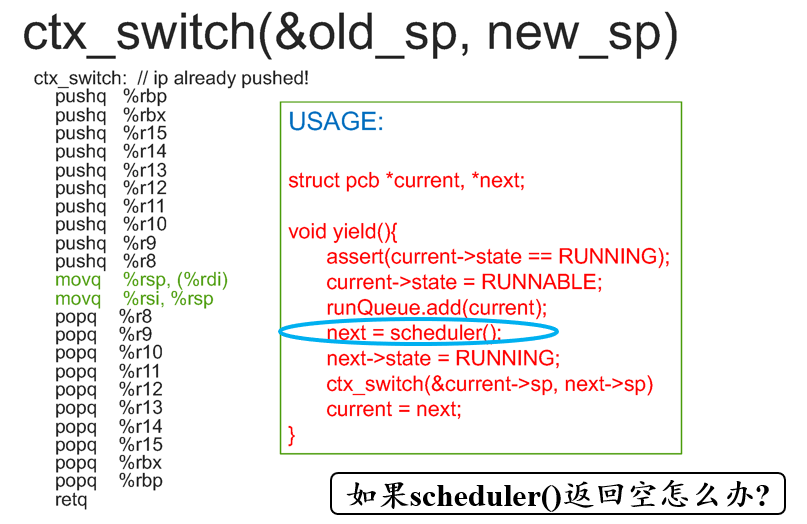 ctx_switch(&old_sp, new_sp)
ctx_switch: // ip already pushed!
pushq %rbp
pushq %rbx
pushq %r15
pushq %r14
pushq %r13
pushq %r12
pushq %r11
pushq %r10
pushq %r9
pushq %r8
movq %rsp, (%rdi)
movq %rsi, %rsp
popq %r8
popq %r9
popq %r10
popq %r11
popq %r12
popq %r13
popq %r14
popq %r15
popq %rbx
popq %rbp
retq
USAGE:
struct pcb *current, *next;
void yield(){
assert(current->state == RUNNING);
current->state = RUNNABLE;
runQueue.add(current);
next = scheduler();
next->state = RUNNING;
ctx_switch(&current->sp, next->sp)
current = next;
}
如果scheduler()返回空怎么办?